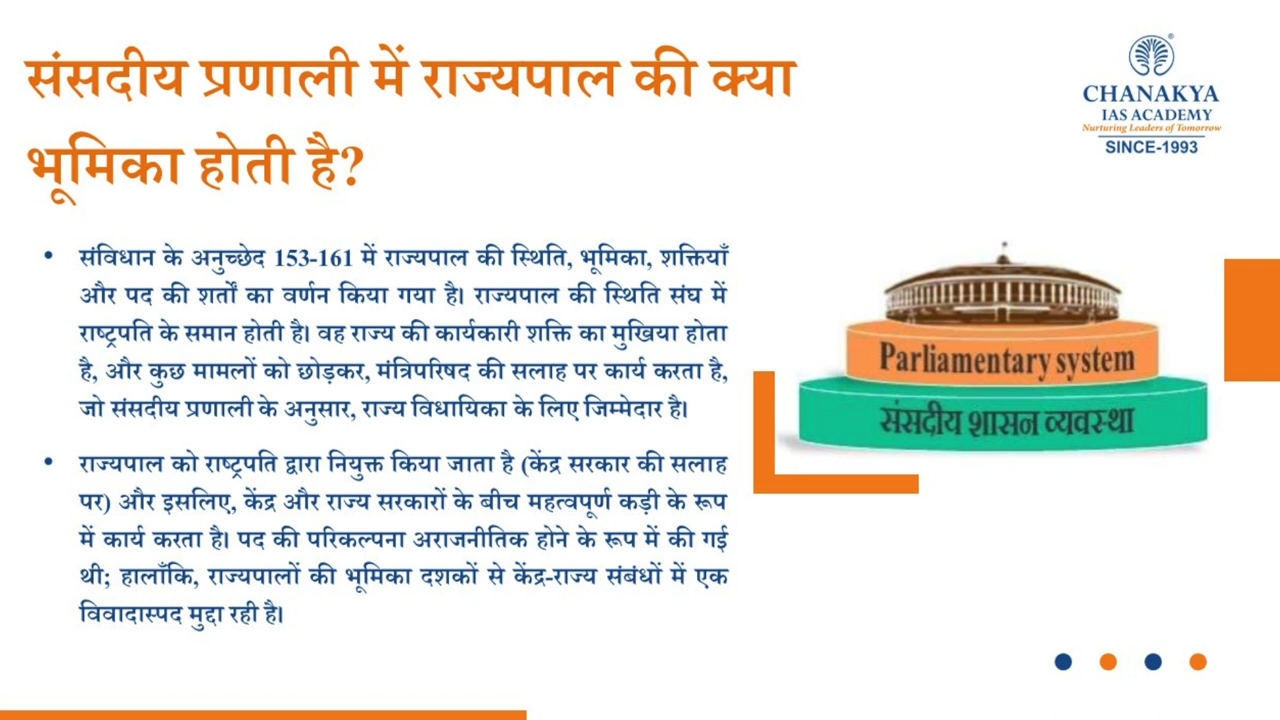 संसदीय प्रणाली में राज्यपाल की क्या
भूमिका होती है?
CHANAKYA
IAS ACADEMY
Nurturing Leaders of Tomorrow
SINCE-1993
• संविधान के अनुच्छेद 153-161 में राज्यपाल की स्थिति, भूमिका, शक्तियाँ
और पद की शर्तों का वर्णन किया गया है। राज्यपाल की स्थिति संघ में
राष्ट्रपति के समान होती है। वह राज्य की कार्यकारी शक्ति का मुखिया होता
है, और कुछ मामलों को छोड़कर, मंत्रिपरिषद की सलाह पर कार्य करता है,
जो संसदीय प्रणाली के अनुसार, राज्य विधायिका के लिए जिम्मेदार है।
• राज्यपाल को राष्ट्रपति द्वारा नियुक्त किया जाता है (केंद्र सरकार की सलाह
पर) और इसलिए, केंद्र और राज्य सरकारों के बीच महत्वपूर्ण कड़ी के रूप
में कार्य करता है। पद की परिकल्पना अराजनीतिक होने के रूप में की गई
थी; हालाँकि, राज्यपालों की भूमिका दशकों से केंद्र-राज्य संबंधों में एक
विवादास्पद मुद्दा रही है।
Parliamentary system
संसदीय शासन व्यवस्था